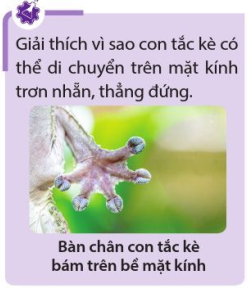 Giải thích vì sao con tắc kè có
thể di chuyển trên mặt kính
trơn nhẵn, thẳng đứng.
Bàn chân con tắc kè
bám trên bề mặt kính